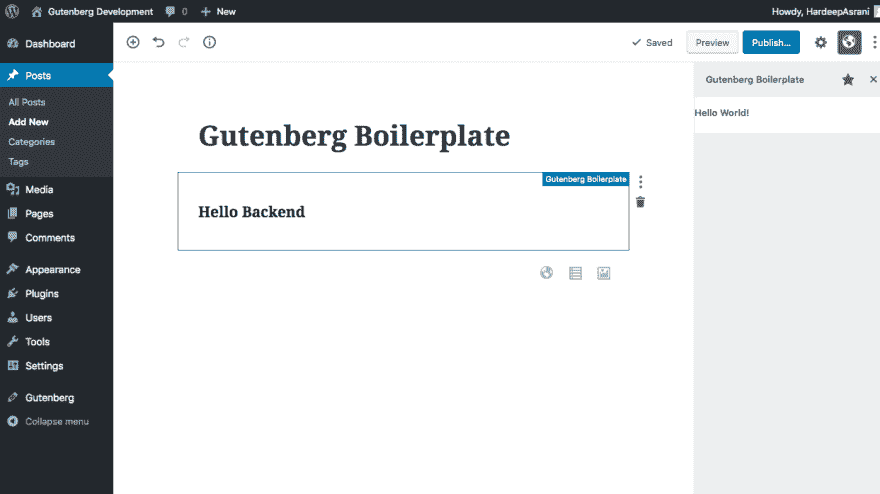 Gutenberg Development 0 New Howdy, HardeepAsrani
Dashboard
Posts
All Posts
Add New
Categories
Tags
Media
Pages
Comments
Appearance
Plugins
Users
Tools
Settings
Gutenberg
Collapse menu
Saved Preview Publish...
Gutenberg Boilerplate
Gutenberg Boilerplate
Hello Backend
Gutenberg Boilerplate
Hello World!